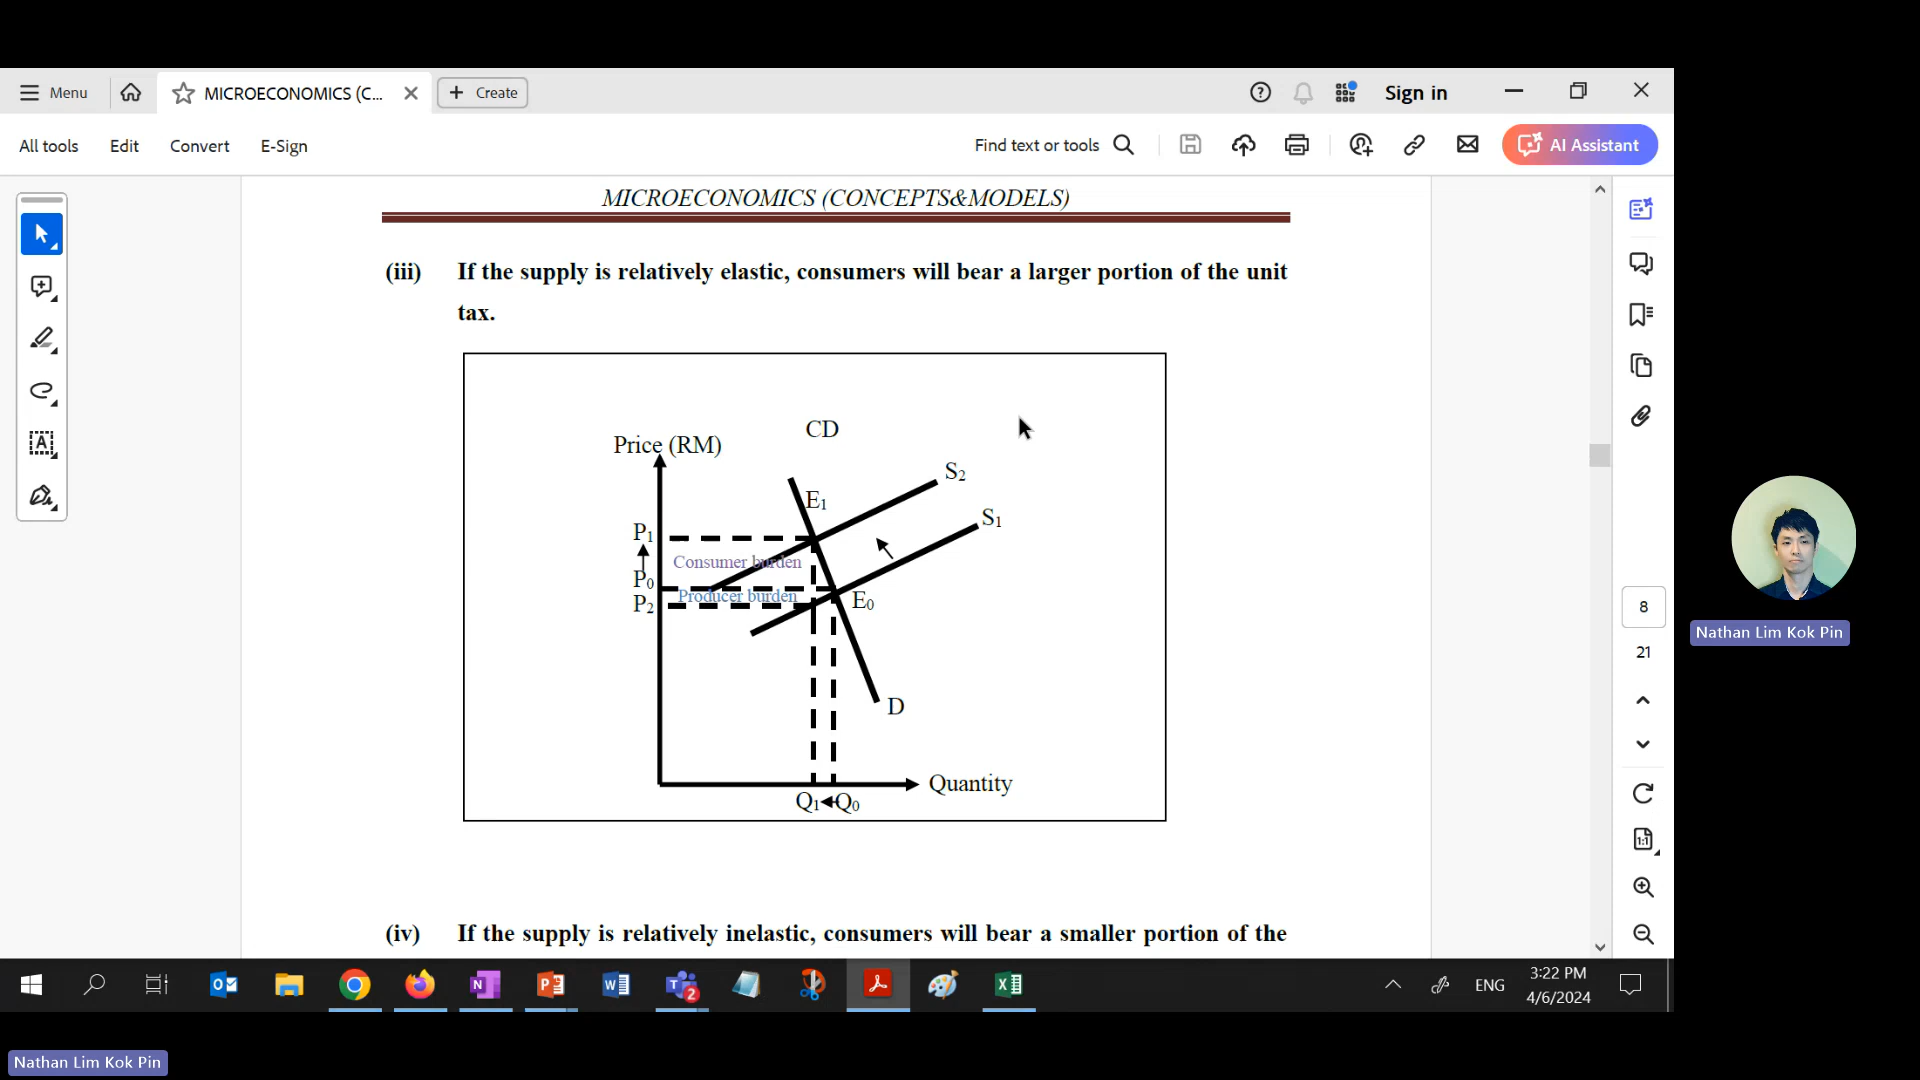 Menu
MICROECONOMICS (C...
Create
Sign in
All tools
Edit
Convert
E-Sign
Find text or tools
AI Assistant
MICROECONOMICS (CONCEPTS&MODELS)
(iii) If the supply is relatively elastic, consumers will bear a larger portion of the unit
tax.
CD
Price (RM)
S2
E1
S1
P1
Consumer burden
P0
Producer burden
P2
E0
D
Quantity
Q1 Q0
(iv) If the supply is relatively inelastic, consumers will bear a smaller portion of the
8
21
1:1
Nathan Lim Kok Pin
2
ENG
3:22 PM
4/6/2024
Nathan Lim Kok Pin